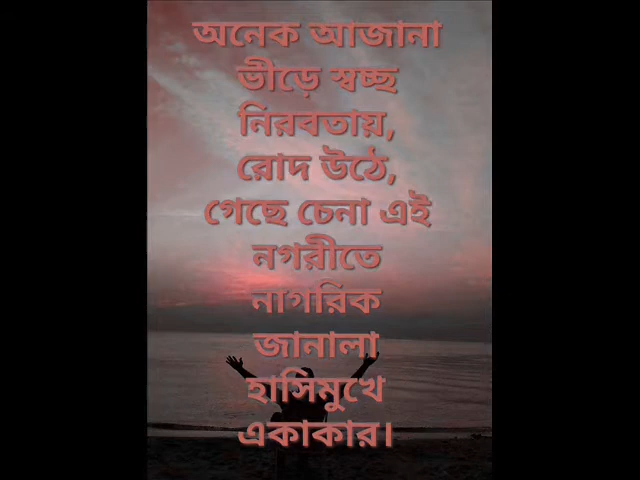 অনেক আজানা
ভীড়ে স্বচ্ছ
নিরবতায়,
রোদ উঠে,
গেছে চেনা এই
নগরীতে
নাগরিক
জানালা
হাসিমুখে
একাকার।